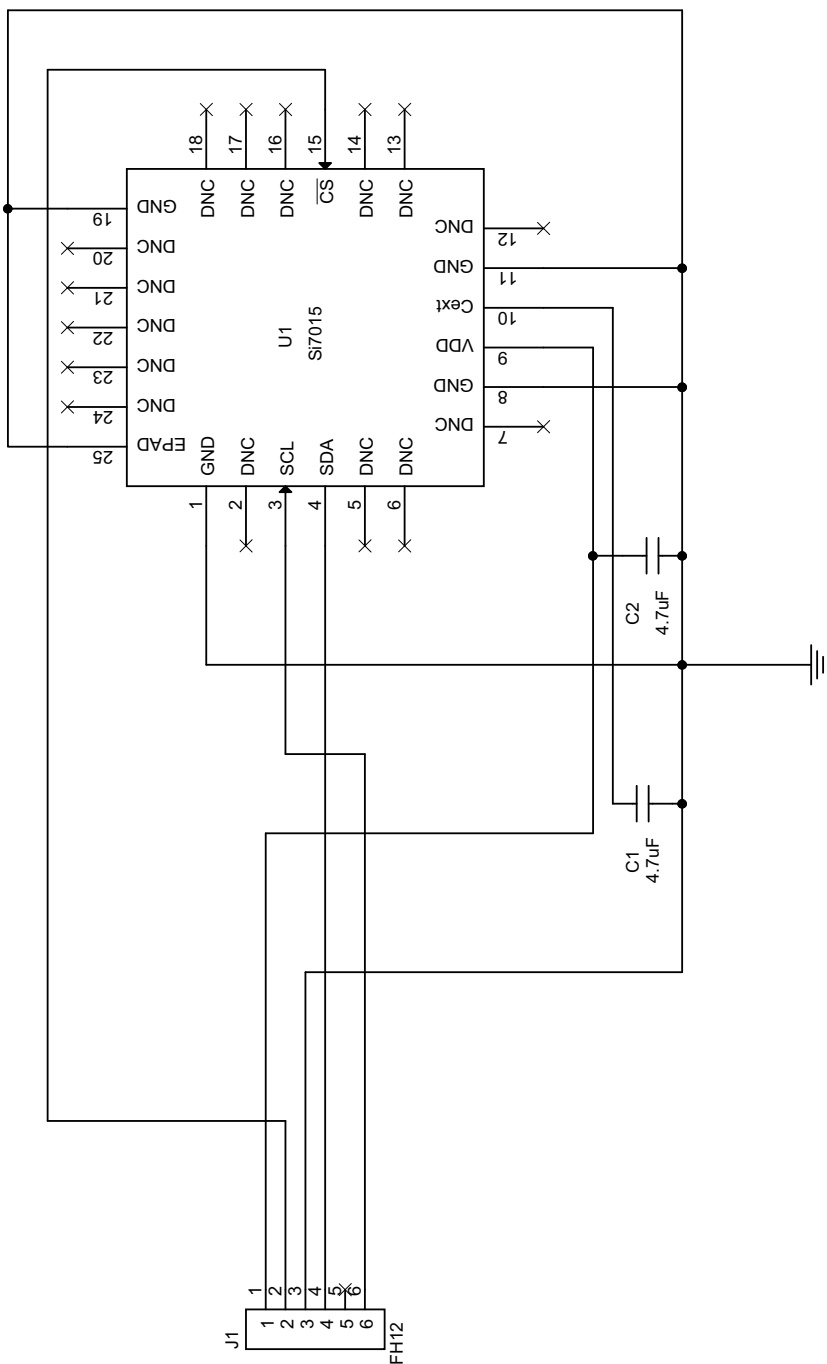 18
17
16
15
14
13
DNC
DNC
DNC
CS
DNC
DNC
19
GND
20
DNC
21
DNC
22
DNC
23
DNC
24
DNC
25
EPAD
U1
Si7015
DNC
12
GND
11
Cext
10
VDD
9
GND
8
DNC
7
GND
DNC
SCL
SDA
DNC
DNC
1
2
3
4
5
6
C2
4.7uF
C1
4.7uF
J1
1
2
3
4
5
6
1
2
3
4
5
6
FH12